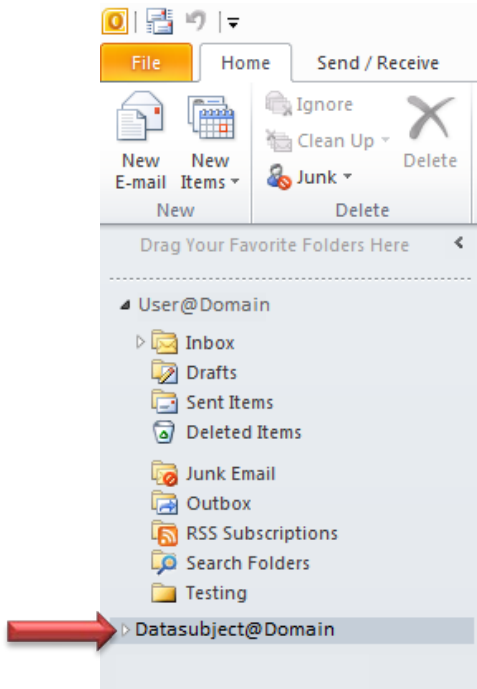 File Home Send / Receive
Ignore
Clean Up
Junk
New E-mail
New Items
Delete
New Delete
Drag Your Favorite Folders Here
User@Domain
Inbox
Drafts
Sent Items
Deleted Items
Junk Email
Outbox
RSS Subscriptions
Search Folders
Testing
Datasubject@Domain